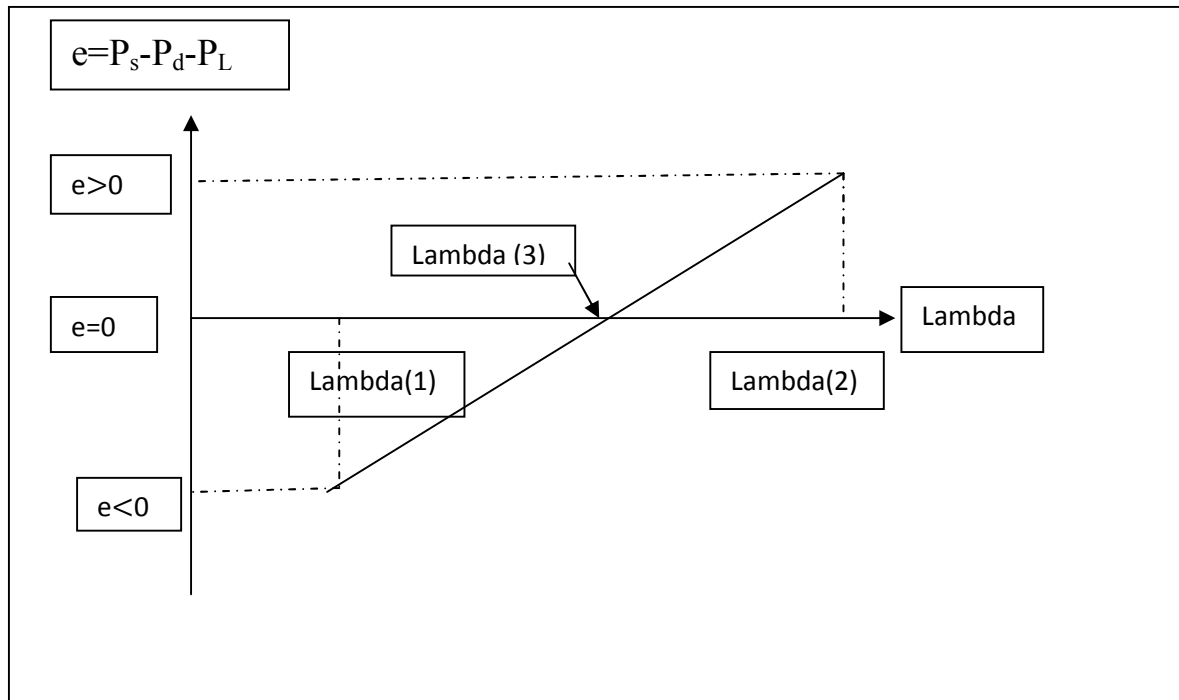 e=Ps-Pd-PL
e>0
Lambda (3)
e=0
Lambda
Lambda(1)
Lambda(2)
e<0